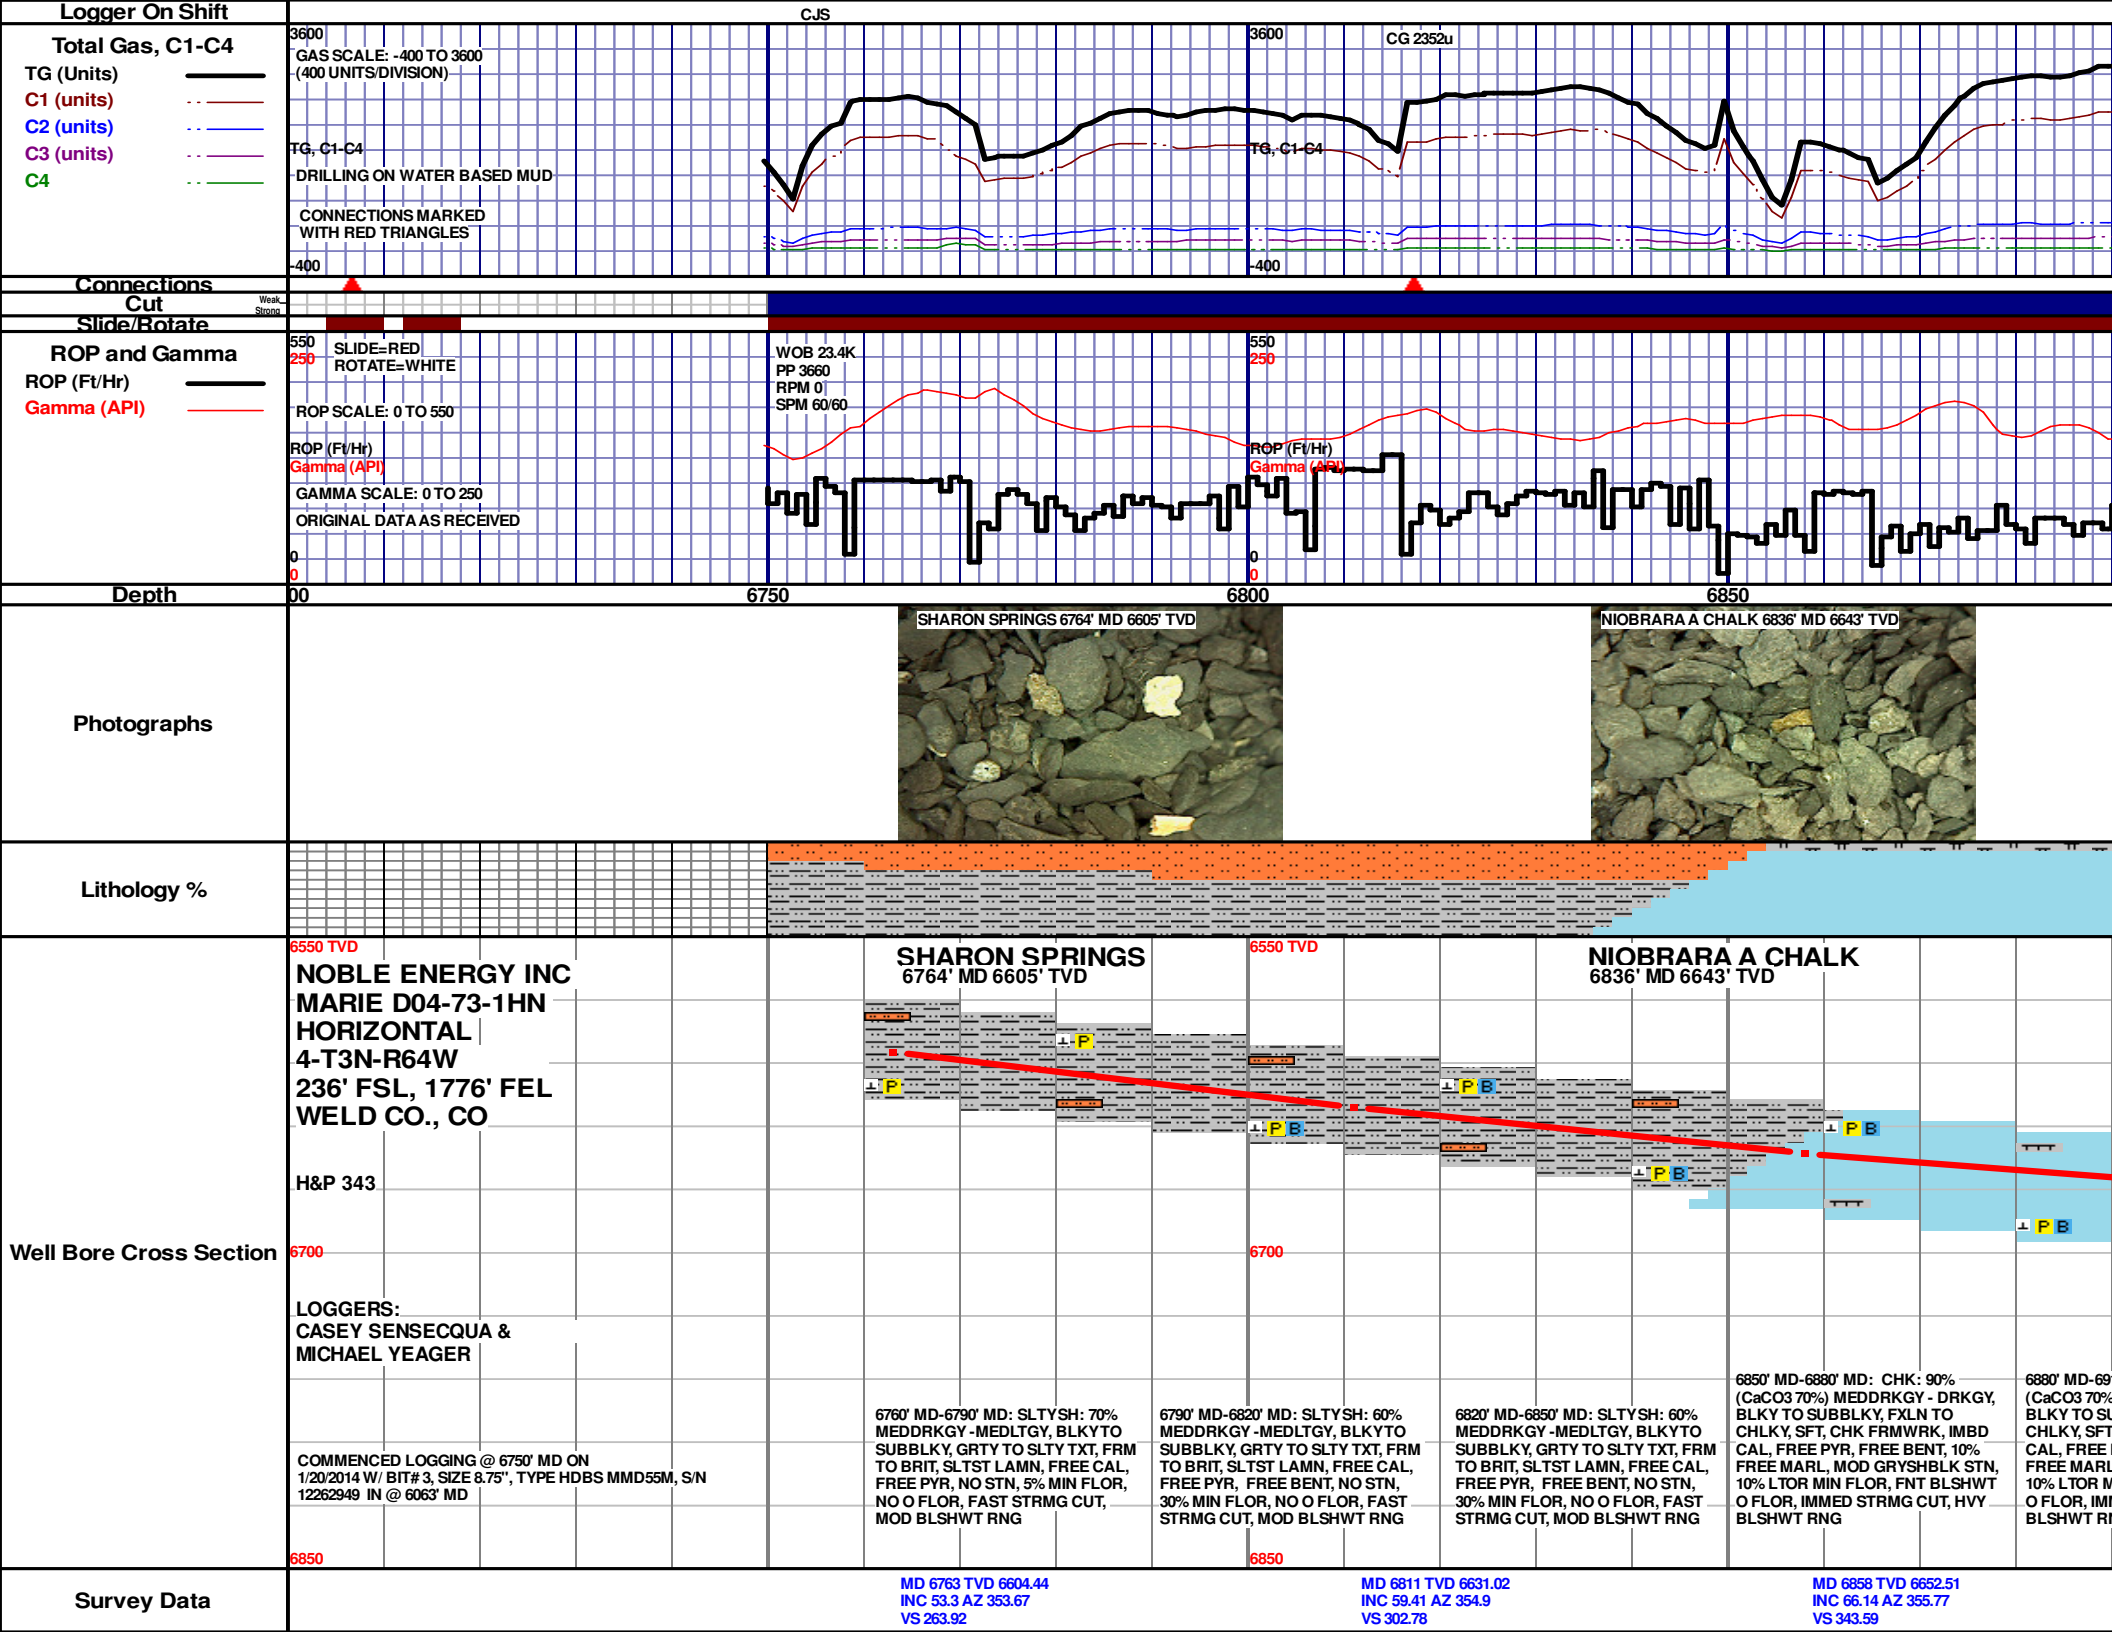 Logger On Shift
CJS
Total Gas, C1-C4
TG (Units)
C1 (units)
C2 (units)
C3 (units)
C4
3600
GAS SCALE: -400 TO 3600
(400 UNITS/DIVISION)
TG, C1-C4
DRILLING ON WATER BASED MUD
CONNECTIONS MARKED
WITH RED TRIANGLES
-400
3600
CG 2352u
TG, C1-C4
-400
Connections
Cut
Weak
Strong
Slide/Rotate
ROP and Gamma
ROP (Ft/Hr)
Gamma (API)
550
250
SLIDE=RED
ROTATE=WHITE
ROP SCALE: 0 TO 550
ROP (Ft/Hr)
Gamma (API)
GAMMA SCALE: 0 TO 250
ORIGINAL DATA AS RECEIVED
0
0
WOB 23.4K
PP 3660
RPM 0
SPM 60/60
550
250
ROP (Ft/Hr)
Gamma (API)
0
0
Depth
00
6750
6800
6850
Photographs
SHARON SPRINGS 6764' MD 6605' TVD
NIOBRARA A CHALK 6836' MD 6643' TVD
Lithology %
Well Bore Cross Section
6550 TVD
NOBLE ENERGY INC
MARIE D04-73-1HN
HORIZONTAL
4-T3N-R64W
236' FSL, 1776' FEL
WELD CO., CO
H&P 343
6700
LOGGERS:
CASEY SENSECQUA &
MICHAEL YEAGER
COMMENCED LOGGING @ 6750' MD ON
1/20/2014 W/ BIT# 3, SIZE 8.75", TYPE HDBS MMD55M, S/N
12262949 IN @ 6063' MD
6850
SHARON SPRINGS
6764' MD 6605' TVD
6550 TVD
NIOBRARA A CHALK
6836' MD 6643' TVD
P
P
P B
P B
P B
P B
P B
6700
6850
6760' MD-6790' MD: SLTYSH: 70%
MEDDRKGY -MEDLTGY, BLKY TO
SUBBLKY, GRTY TO SLTY TXT, FRM
TO BRIT, SLTST LAMN, FREE CAL,
FREE PYR, NO STN, 5% MIN FLOR,
NO O FLOR, FAST STRMG CUT,
MOD BLSHWT RNG
6790' MD-6820' MD: SLTYSH: 60%
MEDDRKGY -MEDLTGY, BLKY TO
SUBBLKY, GRTY TO SLTY TXT, FRM
TO BRIT, SLTST LAMN, FREE CAL,
FREE PYR, FREE BENT, NO STN,
30% MIN FLOR, NO O FLOR, FAST
STRMG CUT, MOD BLSHWT RNG
6820' MD-6850' MD: SLTYSH: 60%
MEDDRKGY -MEDLTGY, BLKY TO
SUBBLKY, GRTY TO SLTY TXT, FRM
TO BRIT, SLTST LAMN, FREE CAL,
FREE PYR, FREE BENT, NO STN,
30% MIN FLOR, NO O FLOR, FAST
STRMG CUT, MOD BLSHWT RNG
6850' MD-6880' MD: CHK: 90%
(CaCO3 70%) MEDDRKGY - DRKGY,
BLKY TO SUBBLKY, FXLN TO
CHLKY, SFT, CHK FRMWRK, IMBD
CAL, FREE PYR, FREE BENT, 10%
FREE MARL, MOD GRYSHBLK STN,
10% LTOR MIN FLOR, FNT BLSHWT
O FLOR, IMMED STRMG CUT, HVY
BLSHWT RNG
6880' MD-69
(CaCO3 70%
BLKY TO SU
CHLKY, SFT
CAL, FREE
FREE MARL
10% LTOR M
O FLOR, IM
BLSHWT R
Survey Data
MD 6763 TVD 6604.44
INC 53.3 AZ 353.67
VS 263.92
MD 6811 TVD 6631.02
INC 59.41 AZ 354.9
VS 302.78
MD 6858 TVD 6652.51
INC 66.14 AZ 355.77
VS 343.59